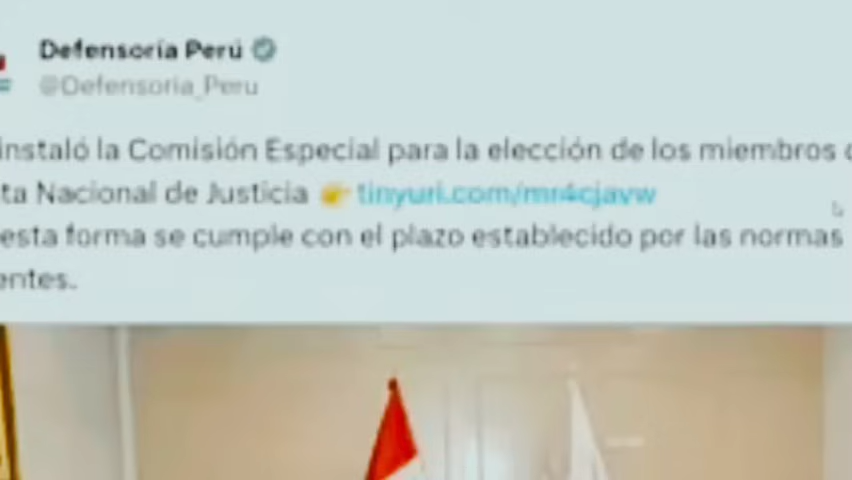 Defensoría Perú
@Defensoria_Peru
instaló la Comisión Especial para la elección de los miembros
ta Nacional de Justicia 👉 tinyurl.com/mr4cjavw
esta forma se cumple con el plazo establecido por las normas
entes.